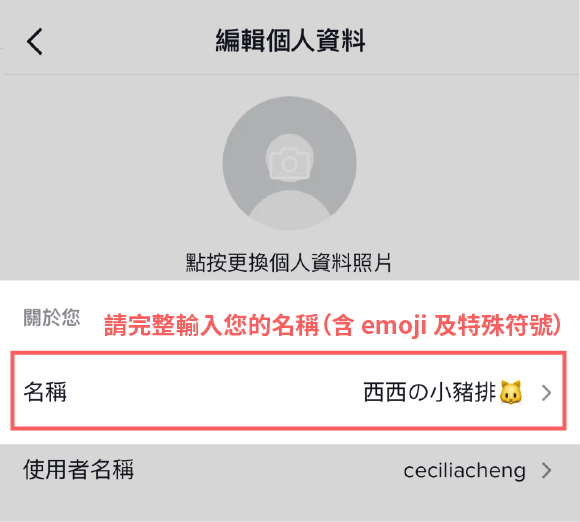 編輯個人資料
點按更換個人資料照片
關於您
請完整輸入您的名稱(含 emoji 及特殊符號)
名稱 西西の小豬排🐱
使用者名稱 ceciliacheng